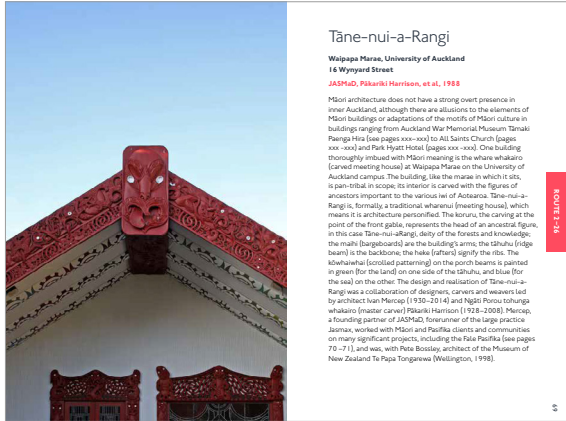 Tāne-nui-a-Rangi
Waipapa Marae, University of Auckland
16 Wynyard Street
JASMaD, Pākariki Harrison, et al, 1988
Māori architecture does not have a strong overt presence in
inner Auckland, although there are allusions to the elements of
Māori buildings or adaptations of the motifs of Māori culture in
buildings ranging from Auckland War Memorial Museum Tāmaki
Paenga Hira (see pages xxx–xxx) to All Saints Church (pages
xxx -xxx) and Park Hyatt Hotel (pages xxx -xxx). One building
thoroughly imbued with Māori meaning is the whare whakairo
(carved meeting house) at Waipapa Marae on the University of
Auckland campus .The building, like the marae in which it sits,
is pan-tribal in scope; its interior is carved with the figures of
ancestors important to the various iwi of Aotearoa. Tāne-nui-a-
Rangi is, formally, a traditional wharenui (meeting house), which
means it is architecture personified. The koruru, the carving at the
point of the front gable, represents the head of an ancestral figure,
in this case Tāne-nui-aRangi, deity of the forests and knowledge;
the maihi (bargeboards) are the building's arms; the tāhuhu (ridge
beam) is the backbone; the heke (rafters) signify the ribs. The
kōwhaiwhai (scrolled patterning) on the porch beams is painted
in green (for the land) on one side of the tāhuhu, and blue (for
the sea) on the other. The design and realisation of Tāne-nui-a-
Rangi was a collaboration of designers, carvers and weavers led
by architect Ivan Mercep (1930–2014) and Ngāti Porou tohunga
whakairo (master carver) Pākariki Harrison (1928–2008). Mercep,
a founding partner of JASMaD, forerunner of the large practice
Jasmax, worked with Māori and Pasifika clients and communities
on many significant projects, including the Fale Pasifika (see pages
70 -71), and was, with Pete Bossley, architect of the Museum of
New Zealand Te Papa Tongarewa (Wellington, 1998).
ROUTE 2 -26
69